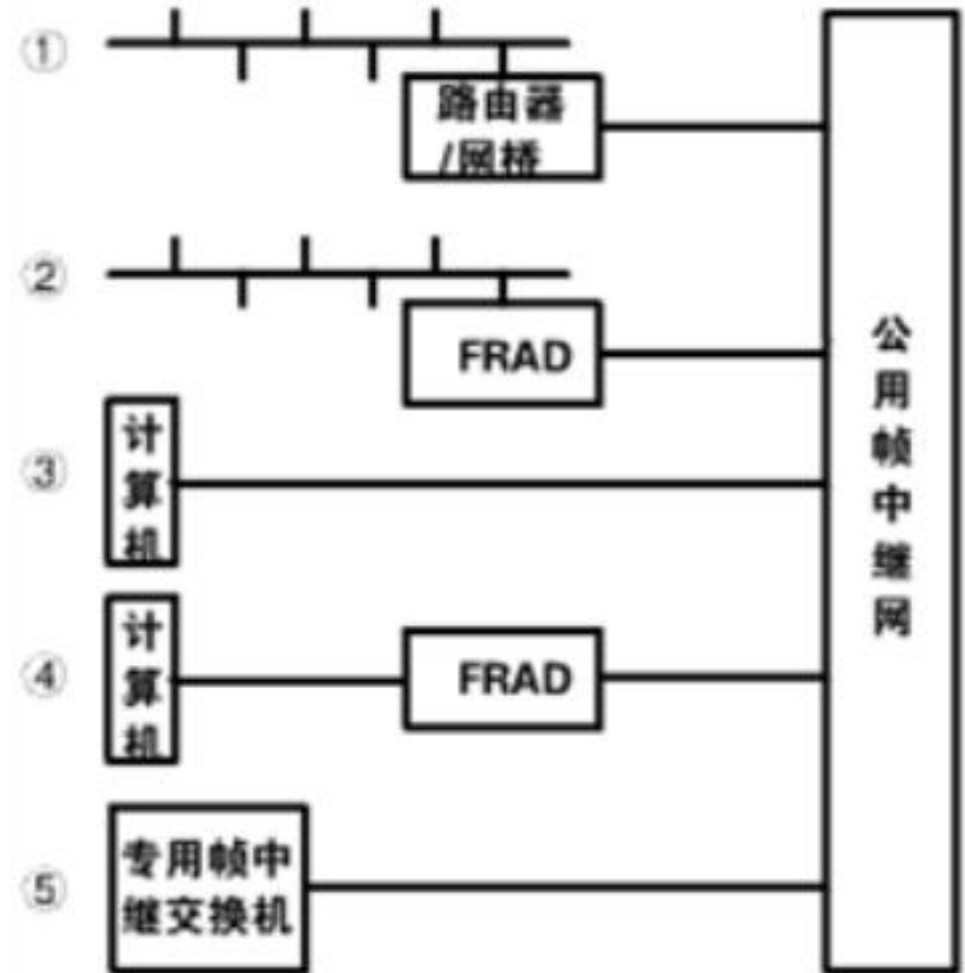 ①
路由器
/网桥
②
FRAD
③
计
算
机
④
计
算
机
FRAD
⑤
专用帧中
继交换机
公
用
帧
中
继
网